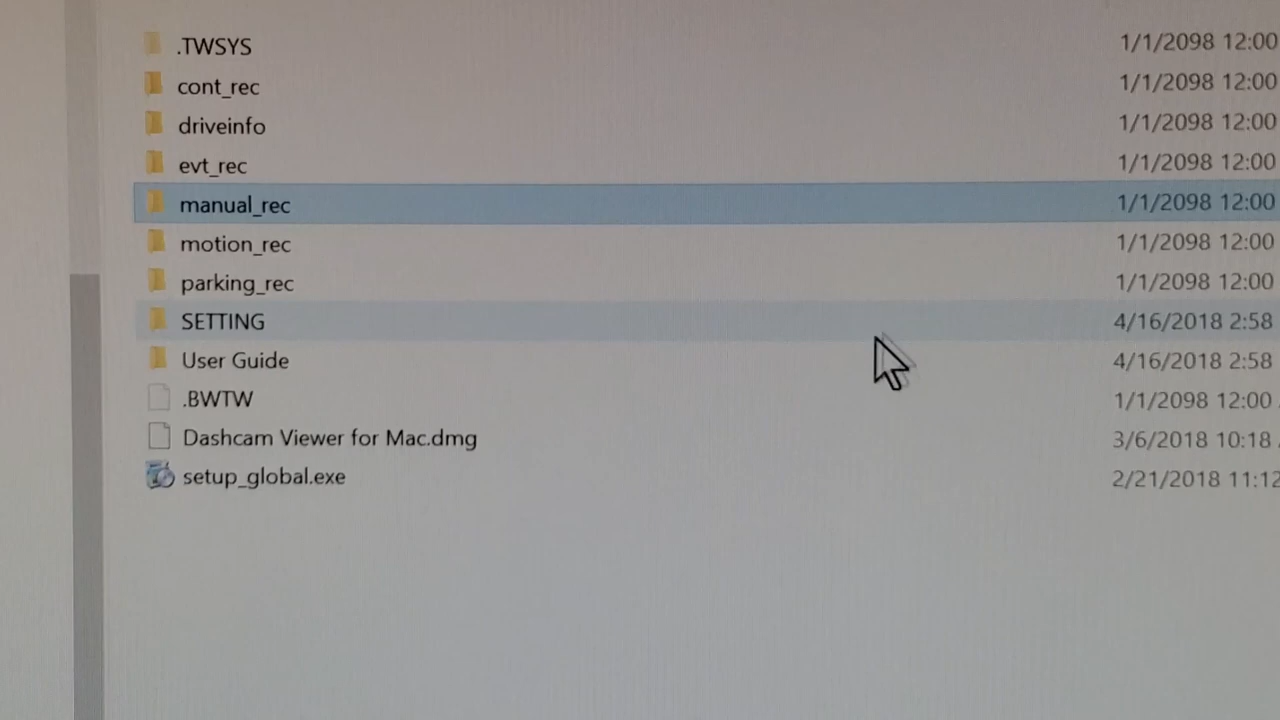 .TWSYS 1/1/2098 12:00
cont_rec 1/1/2098 12:00
driveinfo 1/1/2098 12:00
evt_rec 1/1/2098 12:00
manual_rec 1/1/2098 12:00
motion_rec 1/1/2098 12:00
parking_rec 1/1/2098 12:00
SETTING 4/16/2018 2:58
User Guide 4/16/2018 2:58
.BWTW 1/1/2098 12:00
Dashcam Viewer for Mac.dmg 3/6/2018 10:18
setup_global.exe 2/21/2018 11:12